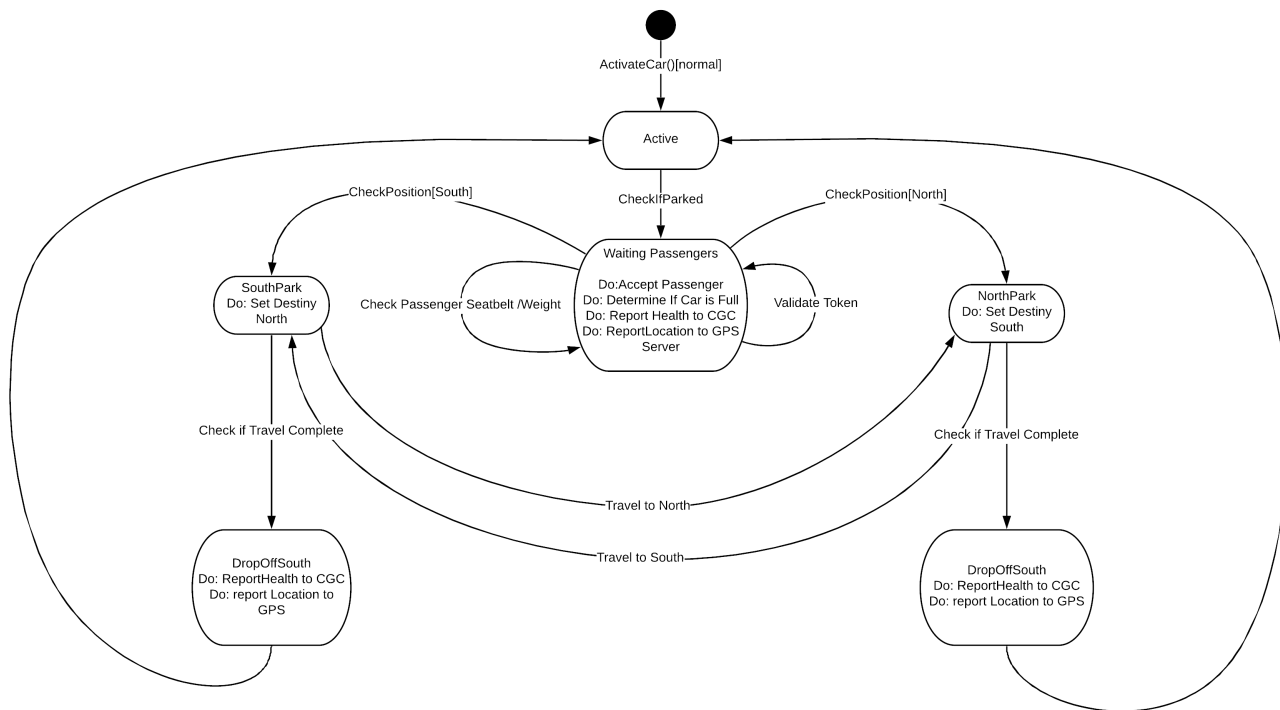 ActivateCar()[normal]
Active
CheckPosition[South]
CheckIfParked
CheckPosition[North]
Waiting Passengers
Do:Accept Passenger
Do: Determine If Car is Full
Do: Report Health to CGC
Do: ReportLocation to GPS
Server
SouthPark
Do: Set Destiny
North
Check Passenger Seatbelt /Weight
Validate Token
NorthPark
Do: Set Destiny
South
Check if Travel Complete
Check if Travel Complete
Travel to North
Travel to South
DropOffSouth
Do: ReportHealth to CGC
Do: report Location to
GPS
DropOffSouth
Do: ReportHealth to CGC
Do: report Location to GPS